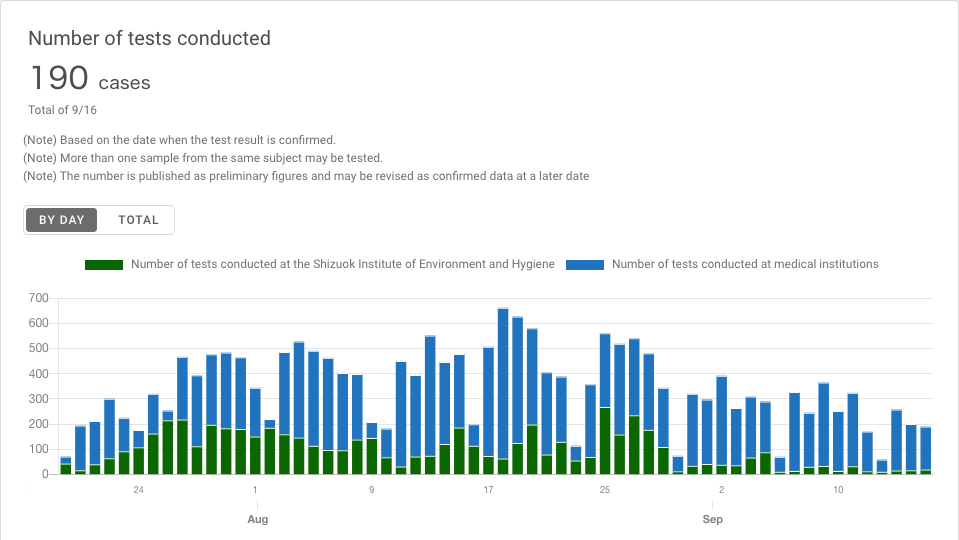 Number of tests conducted
190 cases
Total of 9/16
(Note) Based on the date when the test result is confirmed.
(Note) More than one sample from the same subject may be tested.
(Note) The number is published as preliminary figures and may be revised as confirmed data at a later date
BY DAY TOTAL
Number of tests conducted at the Shizuok Institute of Environment and Hygiene Number of tests conducted at medical institutions
700
600
500
400
300
200
100
0
24 1 9 17 25 2 10
Aug Sep